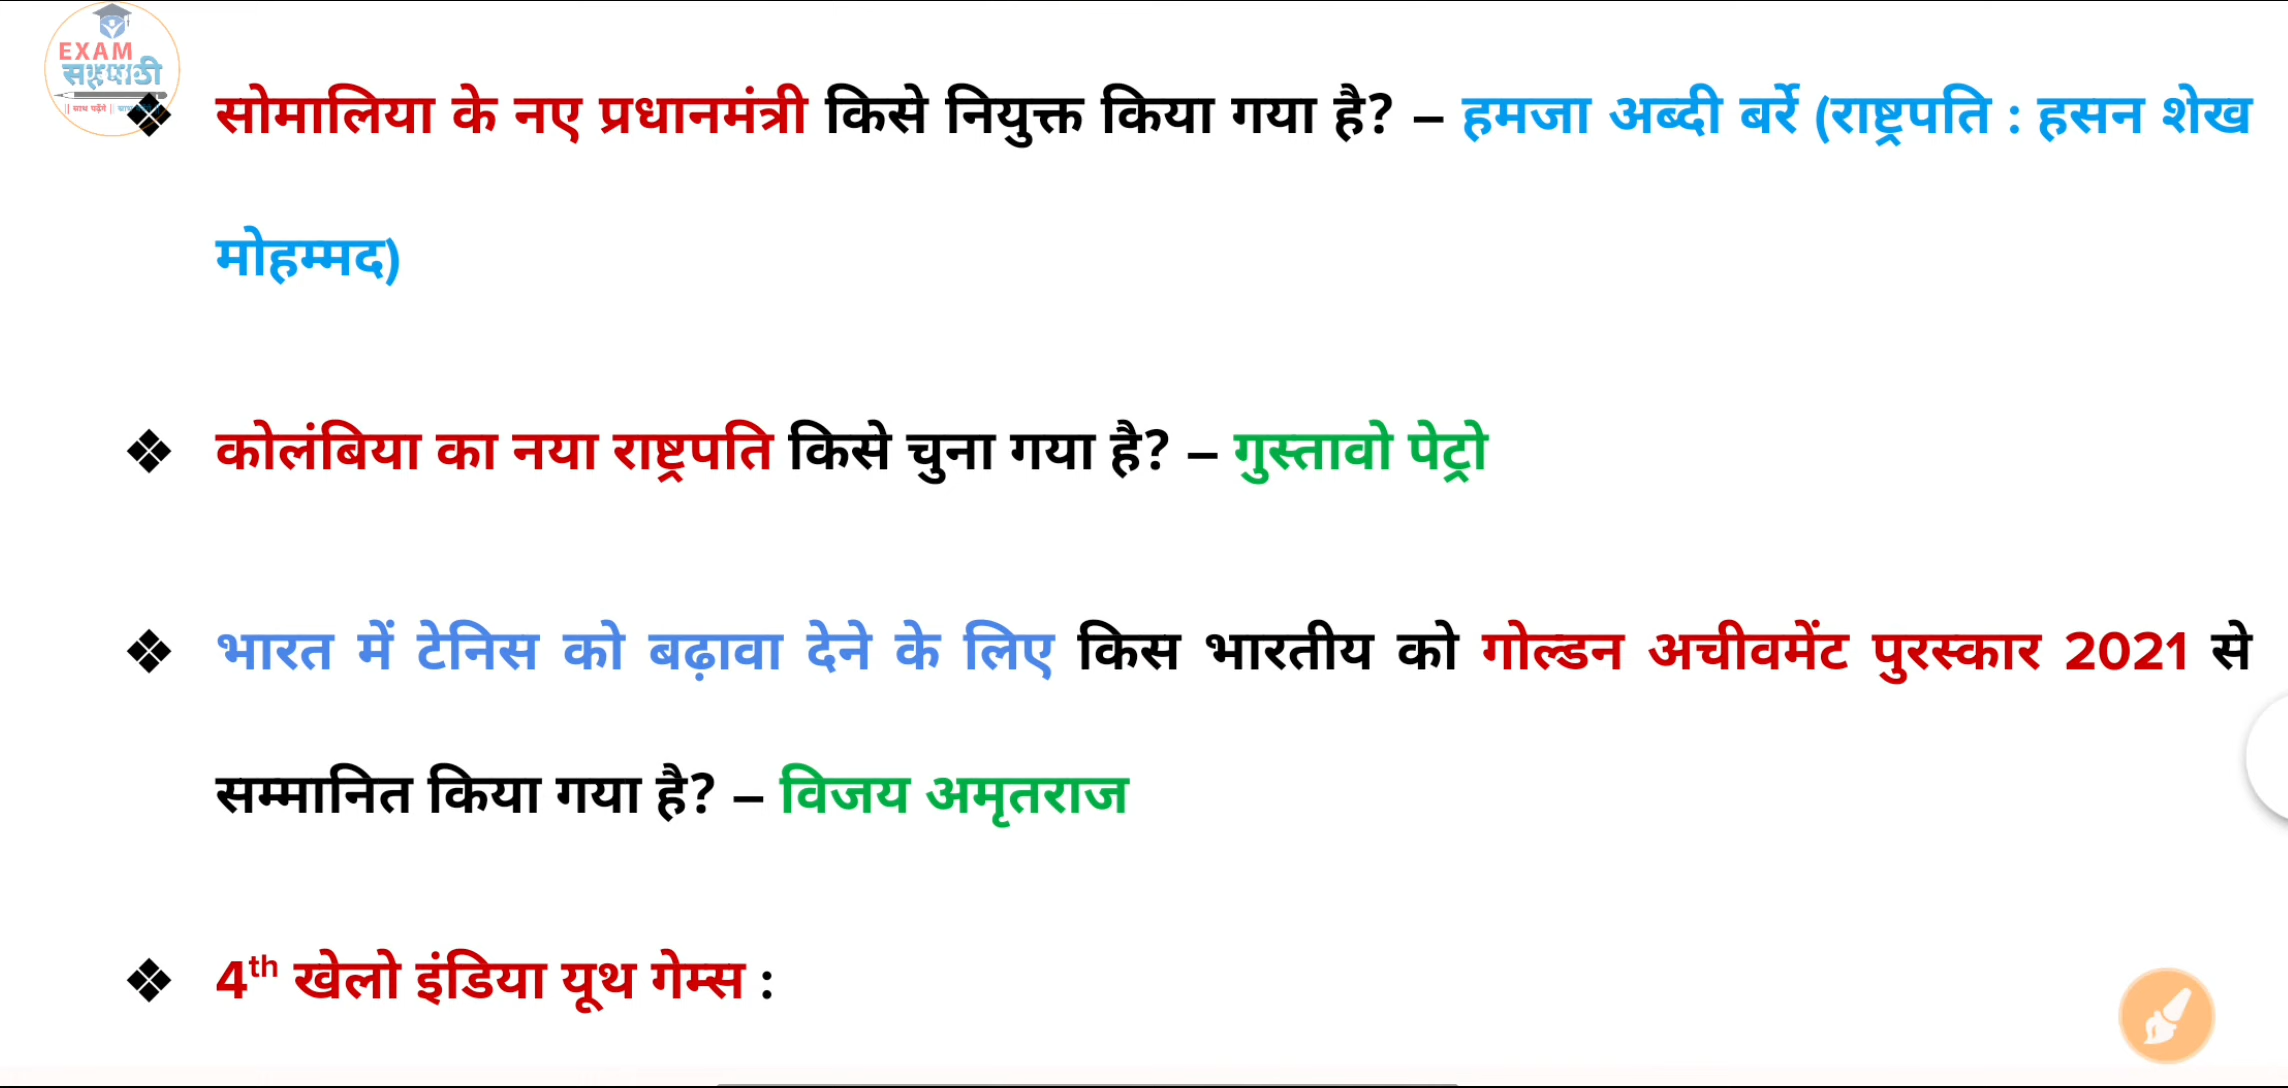 EXAM
सहपाठी
सोमालिया के नए प्रधानमंत्री किसे नियुक्त किया गया है? – हमजा अब्दी बर्रे (राष्ट्रपति : हसन शेख
मोहम्मद)
कोलंबिया का नया राष्ट्रपति किसे चुना गया है? – गुस्तावो पेट्रो
भारत में टेनिस को बढ़ावा देने के लिए किस भारतीय को गोल्डन अचीवमेंट पुरस्कार 2021 से
सम्मानित किया गया है? – विजय अमृतराज
4th खेलो इंडिया यूथ गेम्स :